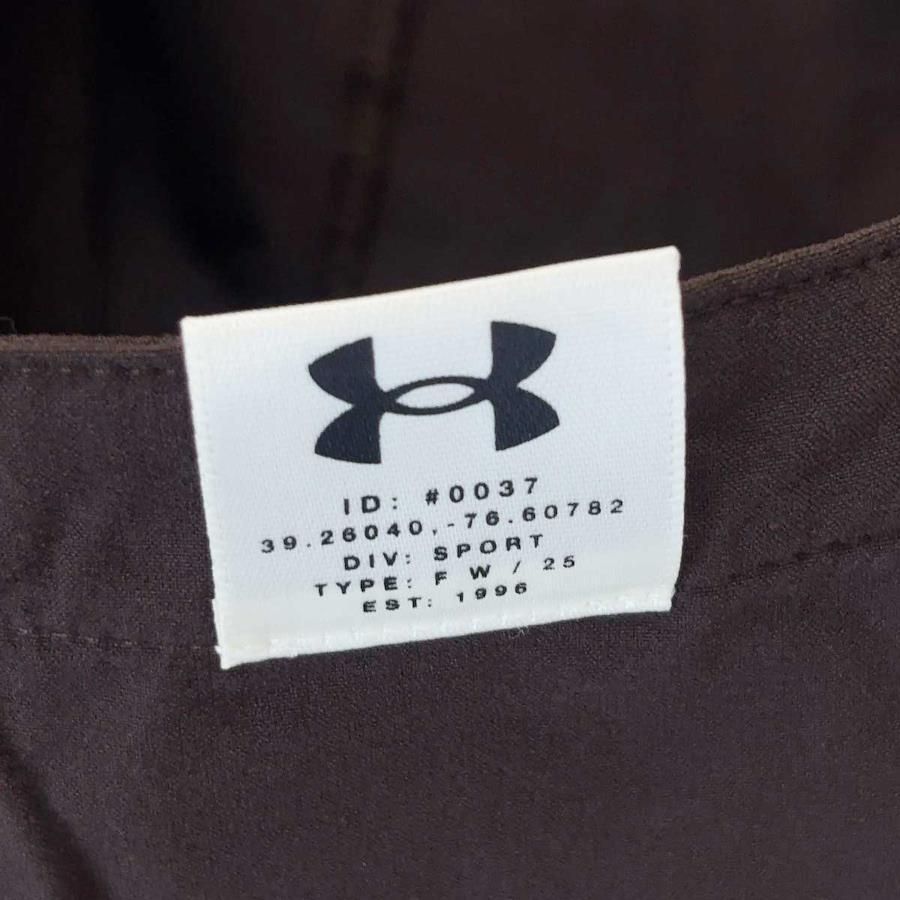 ID: #0037
39.26040,-76.60782
DIV: SPORT
TYPE: F W / 25
EST: 1996